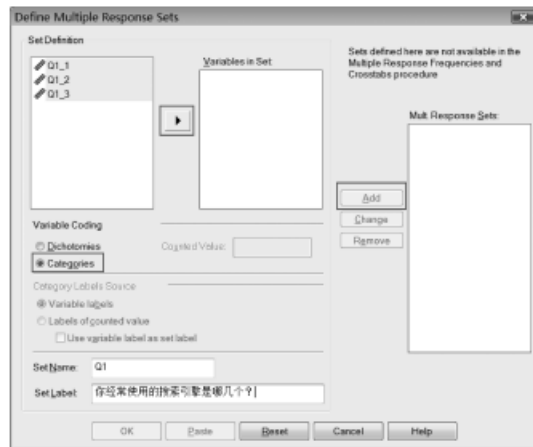 Define Multiple Response Sets
Set Definition
Q1_1
Q1_2
Q1_3
Variables in Set:
Sets defined here are not available in the
Multiple Response Frequencies and
Crosstabs procedure
Mult. Response Sets:
Add
Change
Remove
Variable Coding
Dichotomies
Counted Value:
Categories
Category Labels Source
Variable labels
Labels of counted value
Use variable label as set label
Set Name:
Q1
Set Label:
你经常使用的搜索引擎是哪几个?
OK
Paste
Reset
Cancel
Help